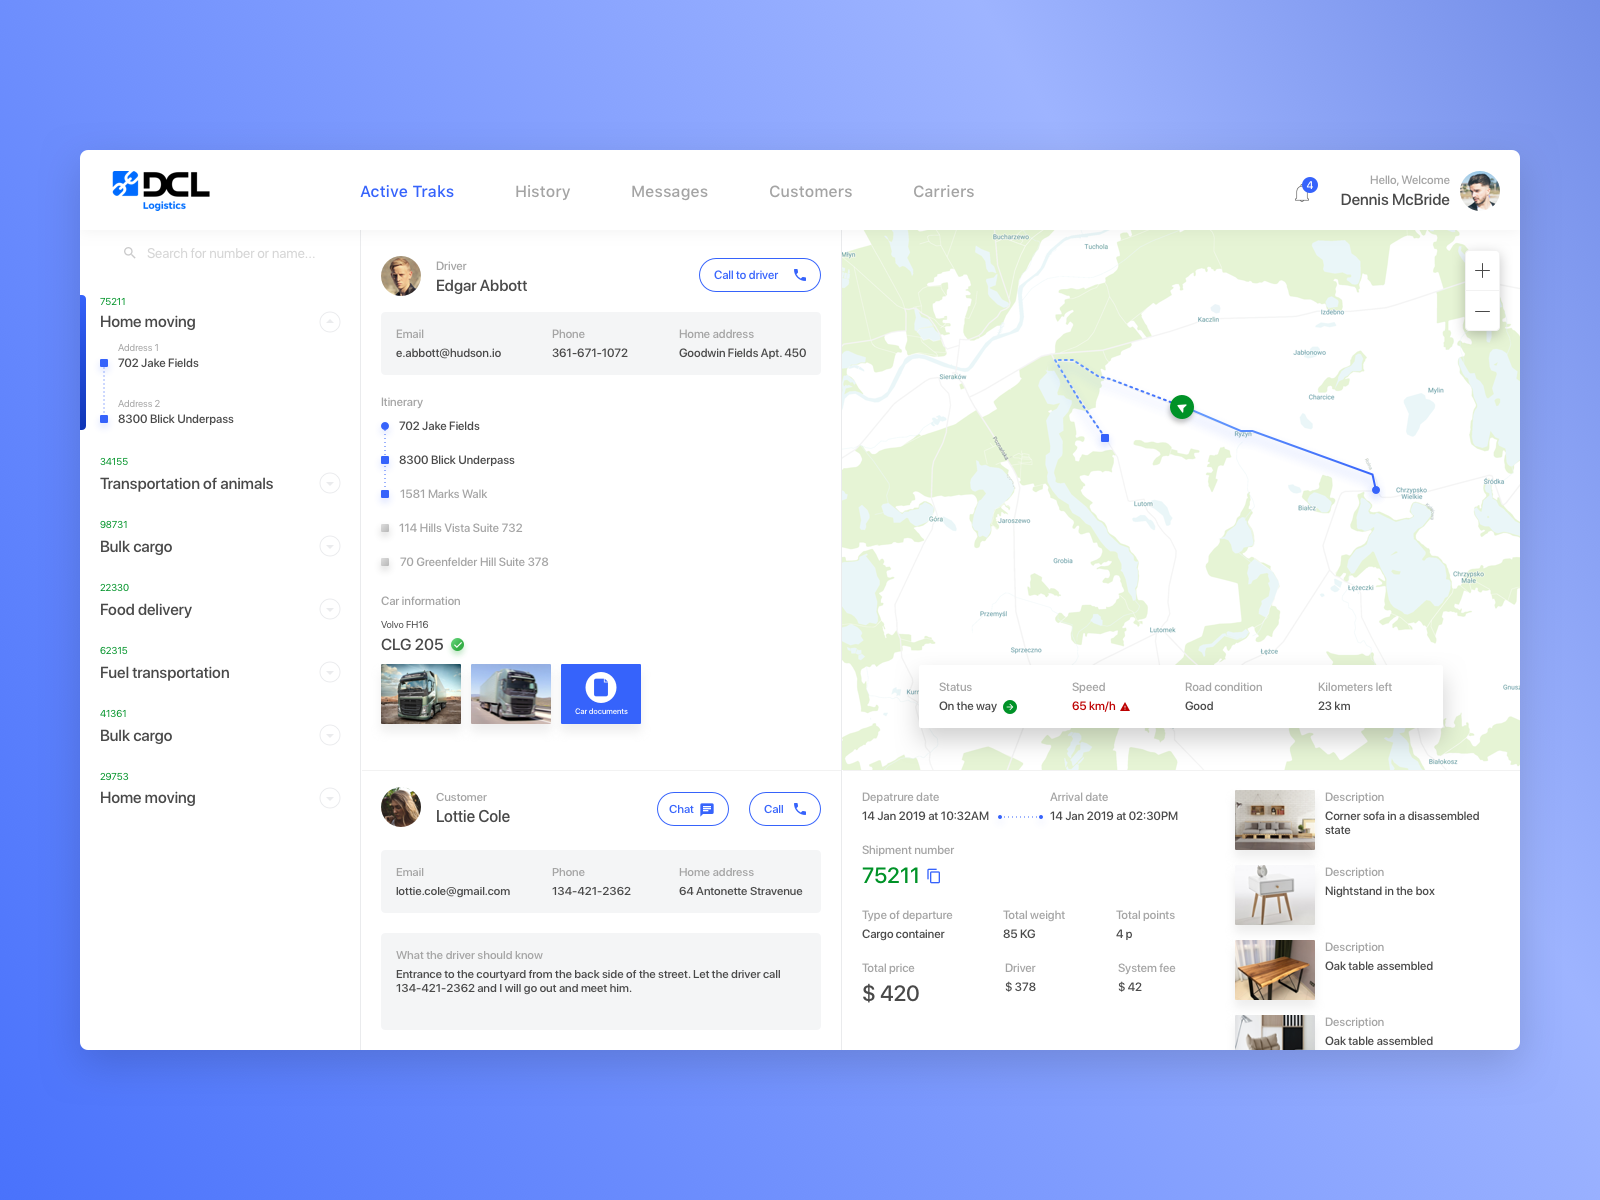 DCL
Logistics
Active Traks
History
Messages
Customers
Carriers
4
Hello, Welcome
Dennis McBride
Search for number or name...
75211
Home moving
Address 1
702 Jake Fields
Address 2
8300 Blick Underpass
34155
Transportation of animals
98731
Bulk cargo
22330
Food delivery
62315
Fuel transportation
41361
Bulk cargo
29753
Home moving
Driver
Edgar Abbott
Call to driver
Email
e.abbott@hudson.io
Phone
361-671-1072
Home address
Goodwin Fields Apt. 450
Itinerary
702 Jake Fields
8300 Blick Underpass
1581 Marks Walk
114 Hills Vista Suite 732
70 Greenfelder Hill Suite 378
Car information
Volvo FH16
CLG 205
Car documents
Bucharzewo
Tuchola
Młyn
Kaczlin
Izdebno
Jabłonowo
Sieraków
Charcice
Mylin
Ryżyn
Chrzypsko
Wielkie
Śródka
Białcz
Lutom
Góra
Jaroszewo
Grobia
Chrzypsko
Małe
Łężeczki
Przemyśl
Lutomek
Sprzeczno
Łężce
Białokosz
Status
On the way
Speed
65 km/h
Road condition
Good
Kilometers left
23 km
Customer
Lottie Cole
Chat
Call
Email
lottie.cole@gmail.com
Phone
134-421-2362
Home address
64 Antonette Stravenue
What the driver should know
Entrance to the courtyard from the back side of the street. Let the driver call
134-421-2362 and I will go out and meet him.
Depatrure date
14 Jan 2019 at 10:32AM
Arrival date
14 Jan 2019 at 02:30PM
Shipment number
75211
Type of departure
Cargo container
Total weight
85 KG
Total points
4 p
Total price
$ 420
Driver
$ 378
System fee
$ 42
Description
Corner sofa in a disassembled
state
Description
Nightstand in the box
Description
Oak table assembled
Description
Oak table assembled